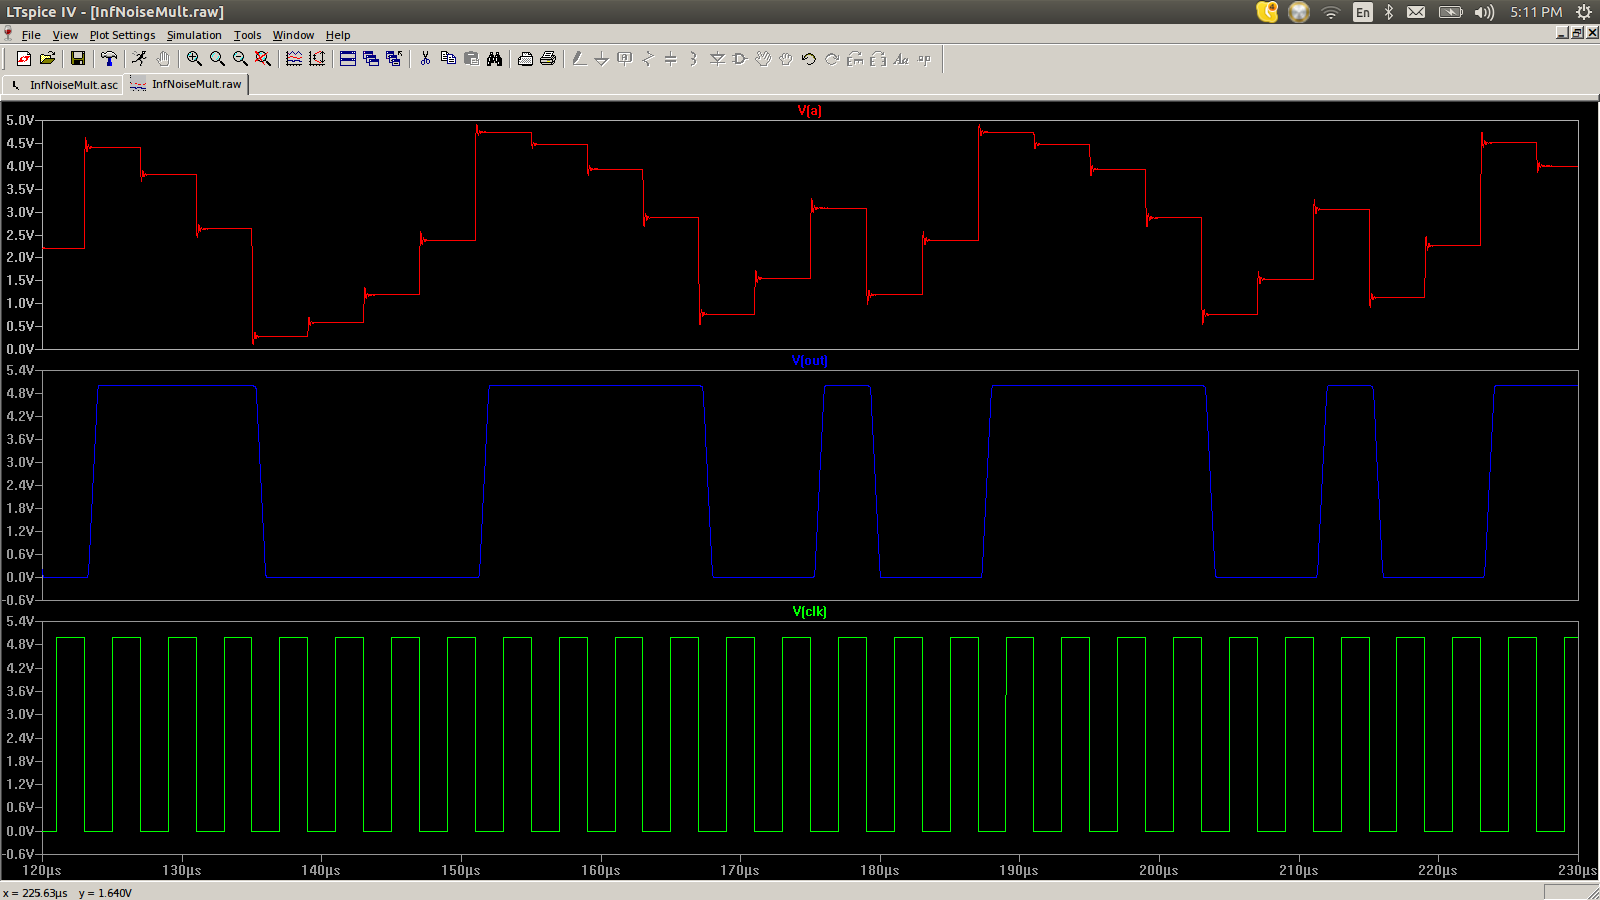 LTspice IV - [InfNoiseMult.raw]
En
5:11 PM
File View Plot Settings Simulation Tools Window Help
InfNoiseMult.asc InfNoiseMult.raw
V(a)
5.0V
4.5V
4.0V
3.5V
3.0V
2.5V
2.0V
1.5V
1.0V
0.5V
0.0V
V(out)
5.4V
4.8V
4.2V
3.6V
3.0V
2.4V
1.8V
1.2V
0.6V
0.0V
-0.6V
V(clk)
5.4V
4.8V
4.2V
3.6V
3.0V
2.4V
1.8V
1.2V
0.6V
0.0V
-0.6V
120µs 130µs 140µs 150µs 160µs 170µs 180µs 190µs 200µs 210µs 220µs 230µs
x = 225.63µs y = 1.640V